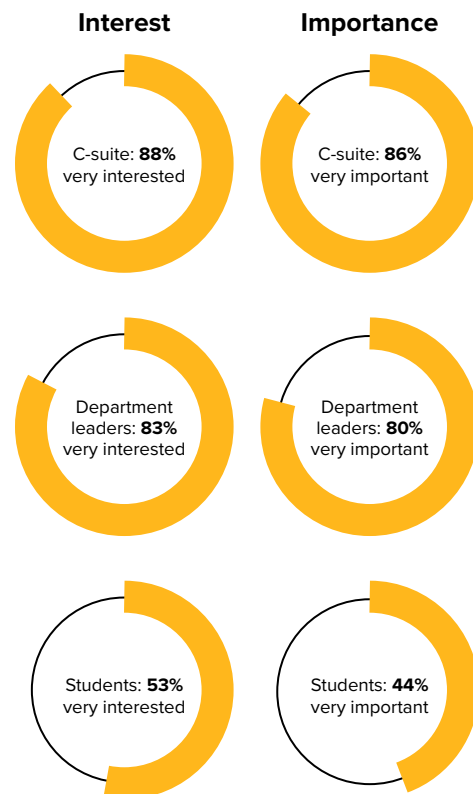 Interest
Importance
C-suite: 88%
very interested
C-suite: 86%
very important
Department
leaders: 83%
very interested
Department
leaders: 80%
very important
Students: 53%
very interested
Students: 44%
very important